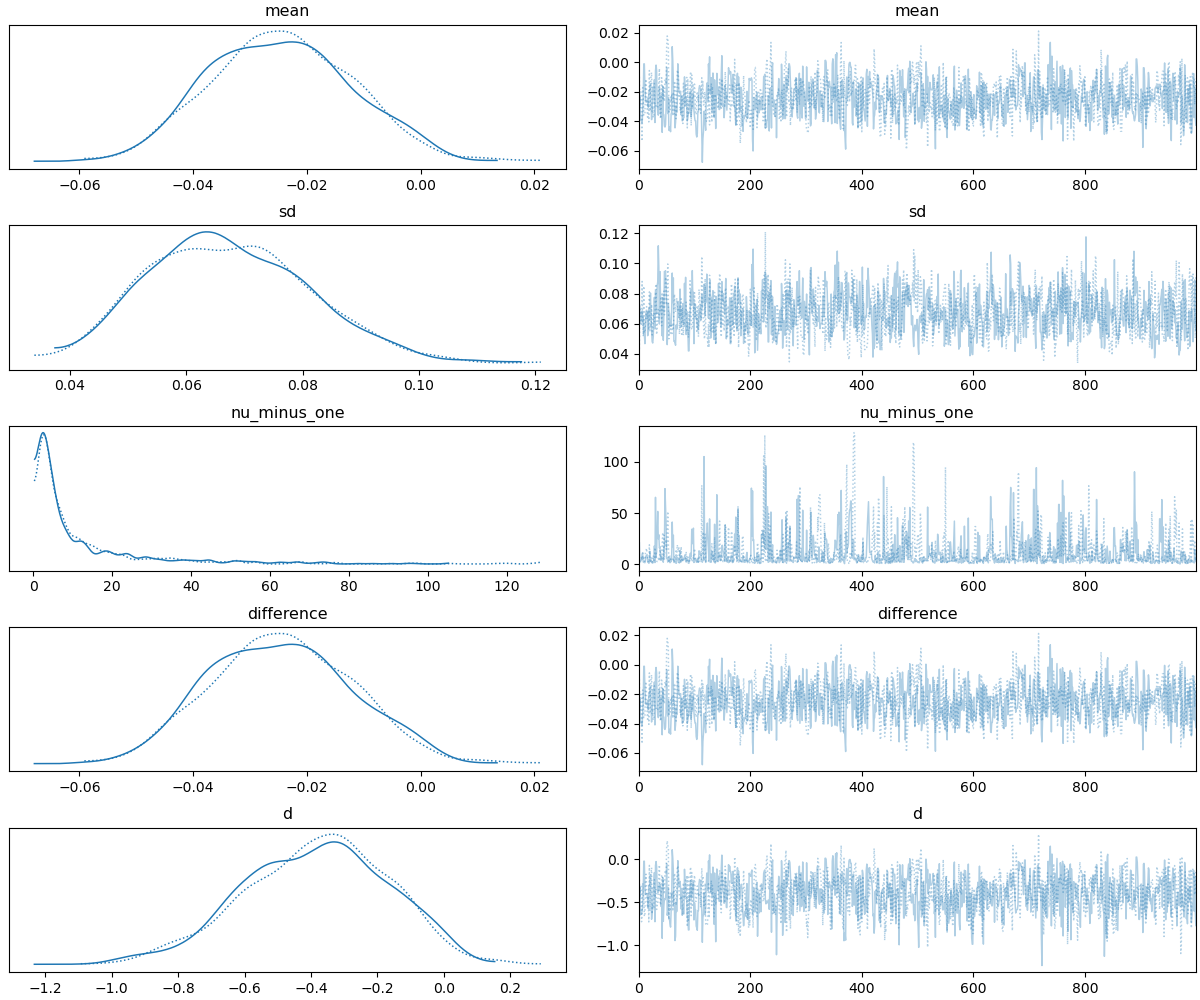 mean
−0.06 −0.04 −0.02 0.00 0.02
mean
0.02
0.00
−0.02
−0.04
−0.06
0 200 400 600 800
sd
0.04 0.06 0.08 0.10 0.12
sd
0.12
0.10
0.08
0.06
0.04
0 200 400 600 800
nu_minus_one
0 20 40 60 80 100 120
nu_minus_one
100
50
0
0 200 400 600 800
difference
−0.06 −0.04 −0.02 0.00 0.02
difference
0.02
0.00
−0.02
−0.04
−0.06
0 200 400 600 800
d
−1.2 −1.0 −0.8 −0.6 −0.4 −0.2 0.0 0.2
d
0.0
−0.5
−1.0
0 200 400 600 800